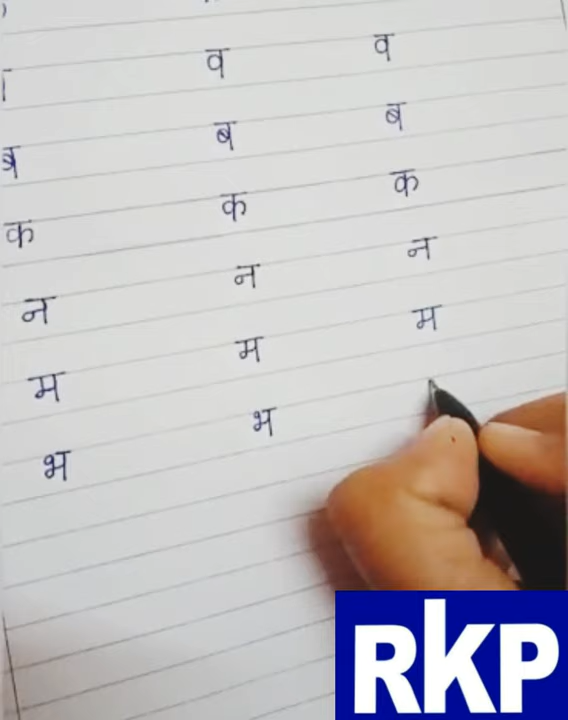 व व
ब ब ब
क क क
न न न
म म म
भ भ
RKP